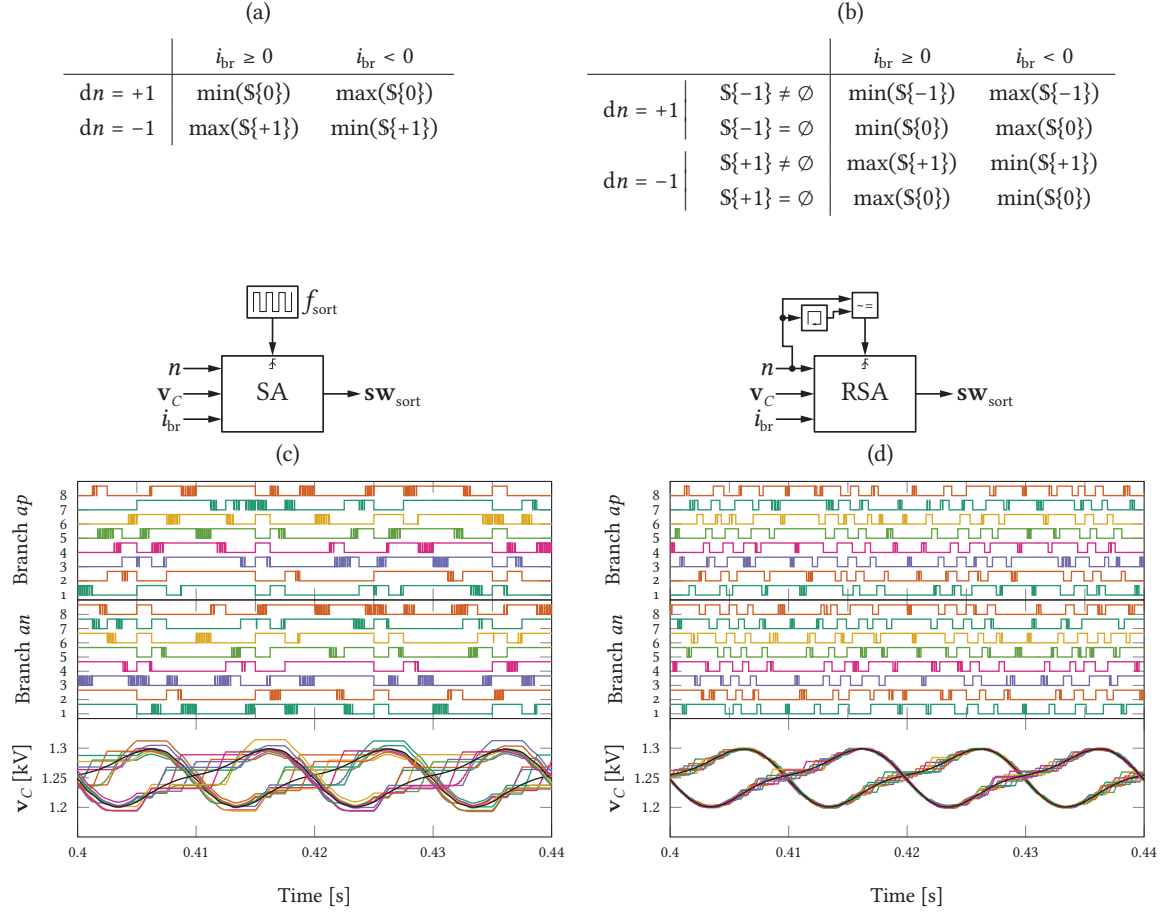 (a)
i_br ≥ 0 i_br < 0
dn = +1 min($\{0}) max($\{0})
dn = −1 max($\{+1}) min($\{+1})
(b)
i_br ≥ 0 i_br < 0
dn = +1 $\{−1} ≠ ∅ min($\{−1}) max($\{−1})
$\{−1} = ∅ min($\{0}) max($\{0})
dn = −1 $\{+1} ≠ ∅ max($\{+1}) min($\{+1})
$\{+1} = ∅ max($\{0}) min($\{0})
f_sort
n
v_C
i_br
SA
sw_sort
~=
n
v_C
i_br
RSA
sw_sort
(c)
Branch ap
8
7
6
5
4
3
2
1
Branch an
8
7
6
5
4
3
2
1
v_C [kV]
1.3
1.25
1.2
0.4 0.41 0.42 0.43 0.44
Time [s]
(d)
Branch ap
8
7
6
5
4
3
2
1
Branch an
8
7
6
5
4
3
2
1
v_C [kV]
1.3
1.25
1.2
0.4 0.41 0.42 0.43 0.44
Time [s]